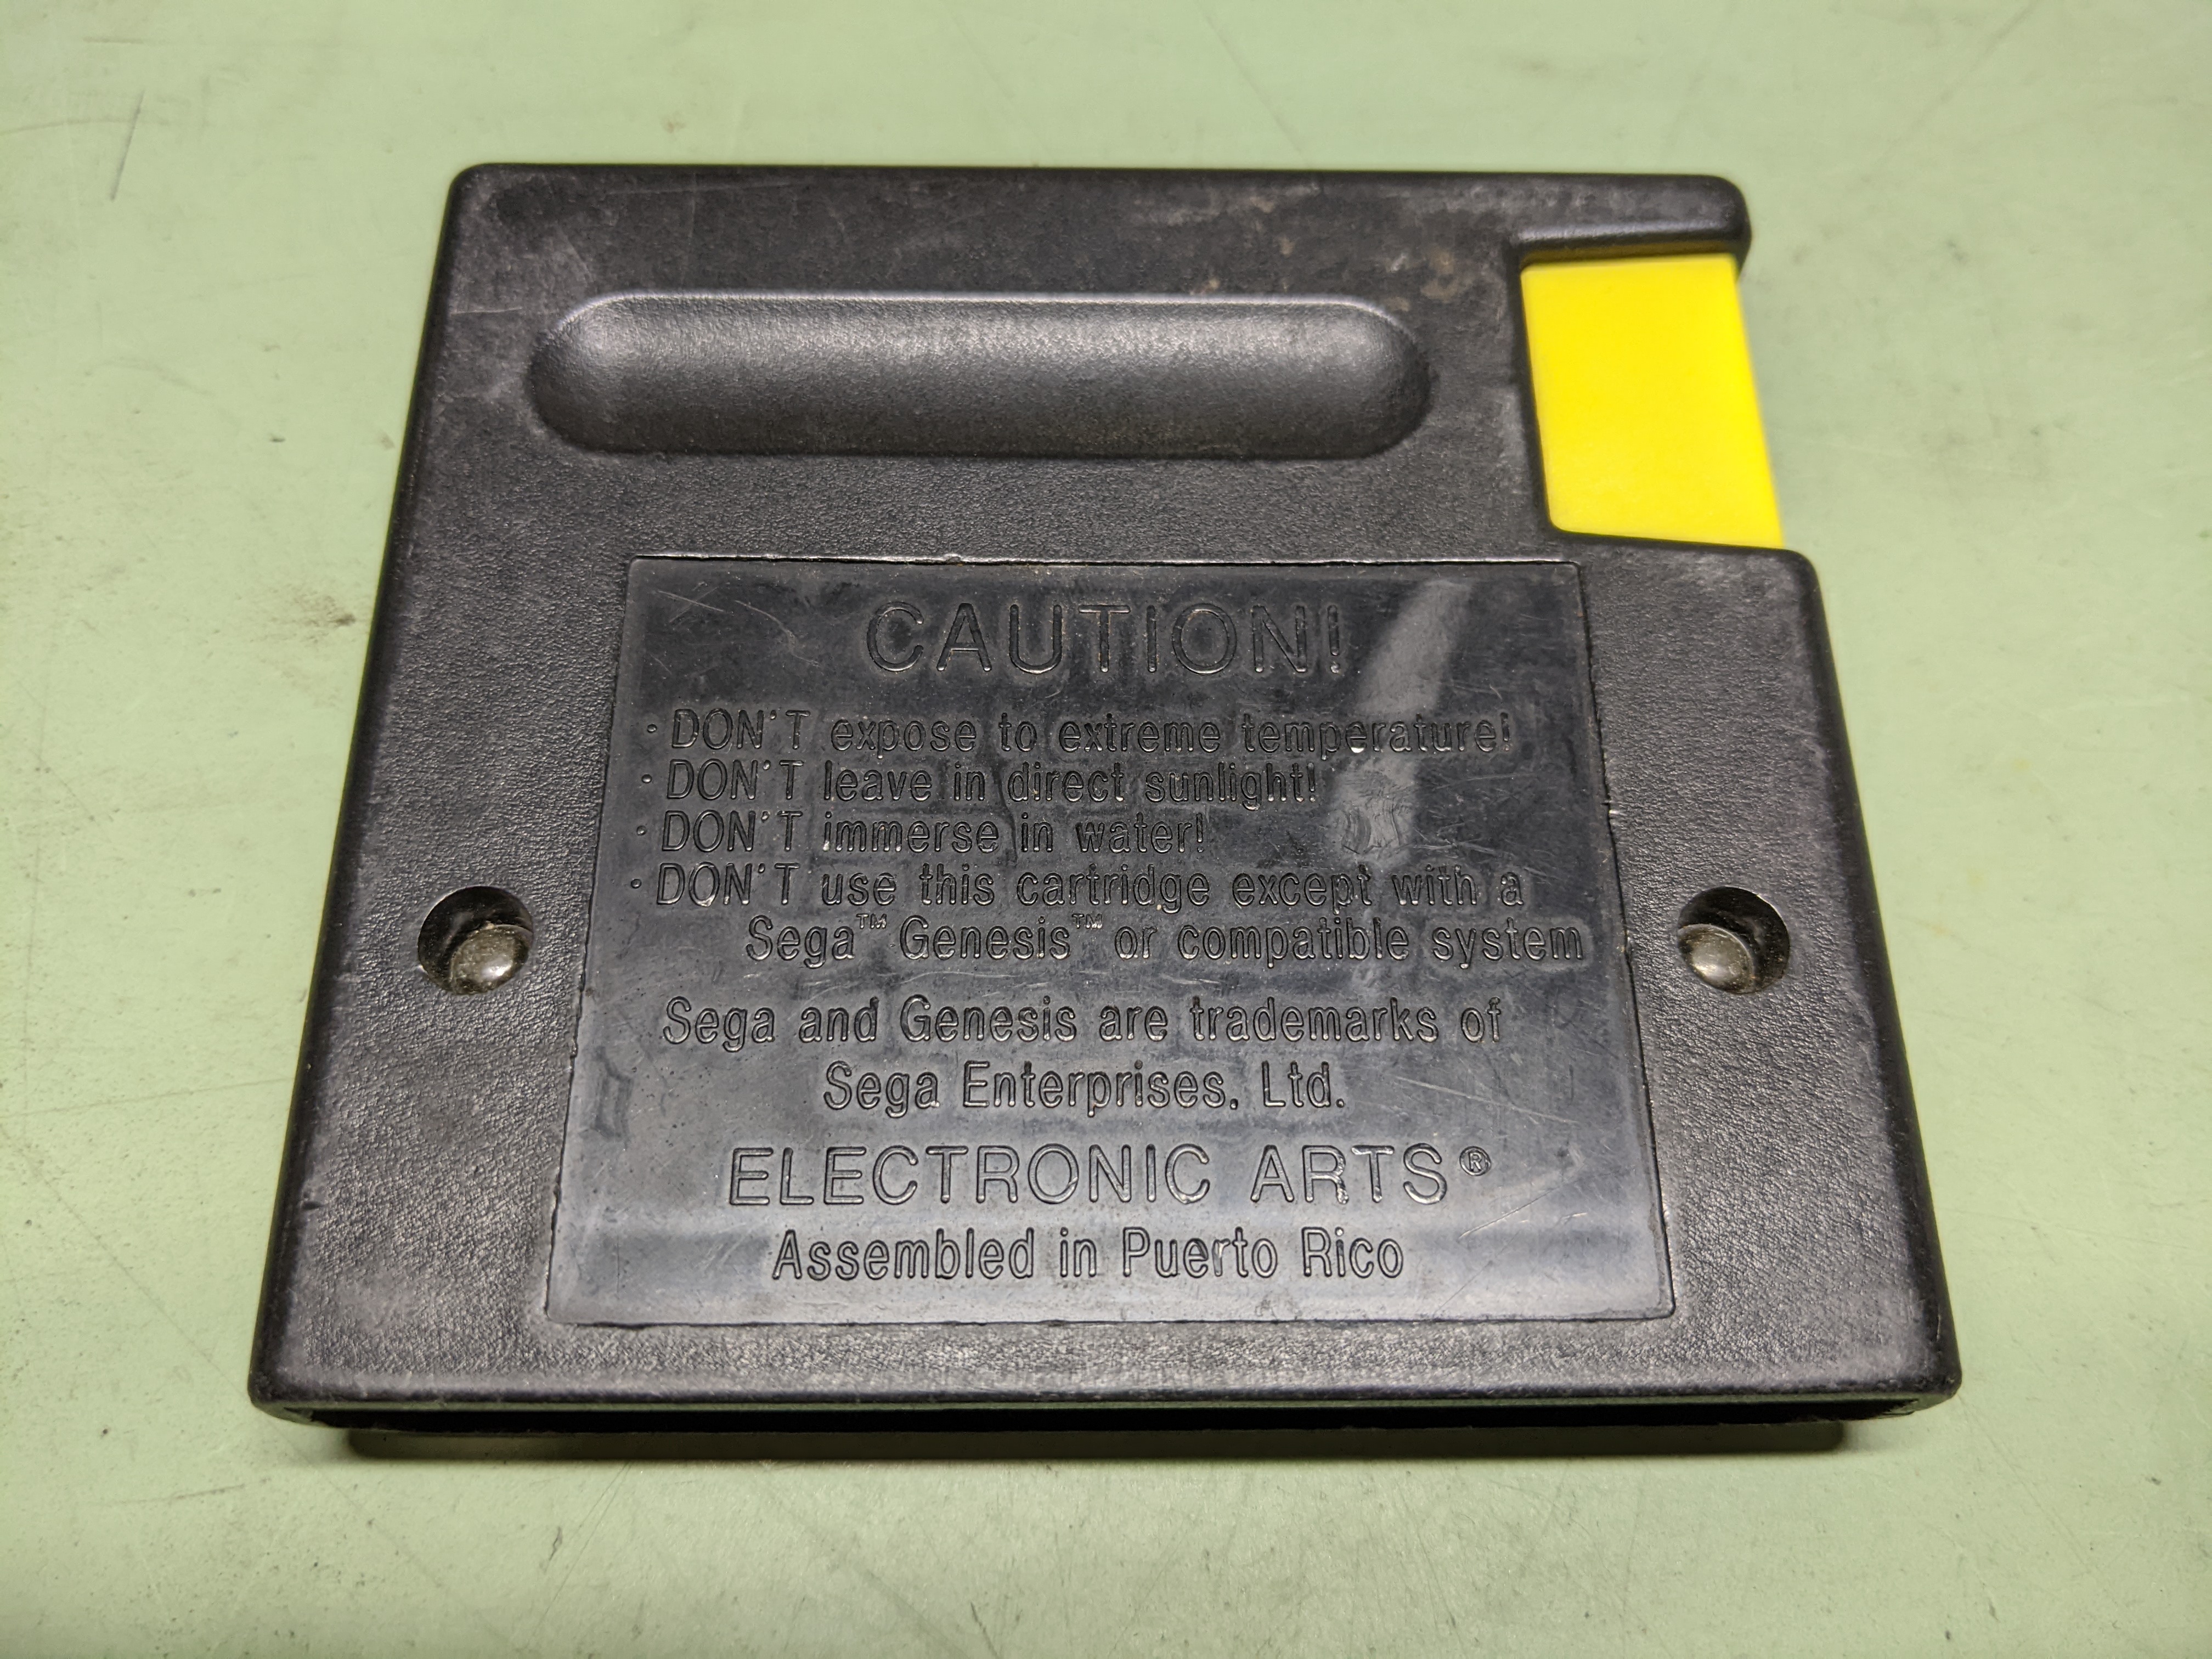 CAUTION!
· DON'T expose to extreme temperature!
· DON'T leave in direct sunlight!
· DON'T immerse in water!
· DON'T use this cartridge except with a
Sega™ Genesis™ or compatible system
Sega and Genesis are trademarks of
Sega Enterprises, Ltd.
ELECTRONIC ARTS®
Assembled in Puerto Rico